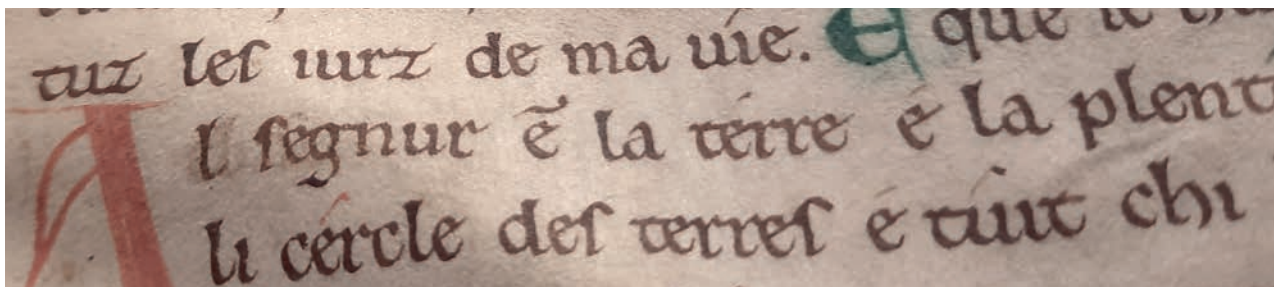 tuz leſ iurz de ma uie. E que ie
Al ſegnur ē la terre e la plent
li cercle deſ terreſ e tuit chi